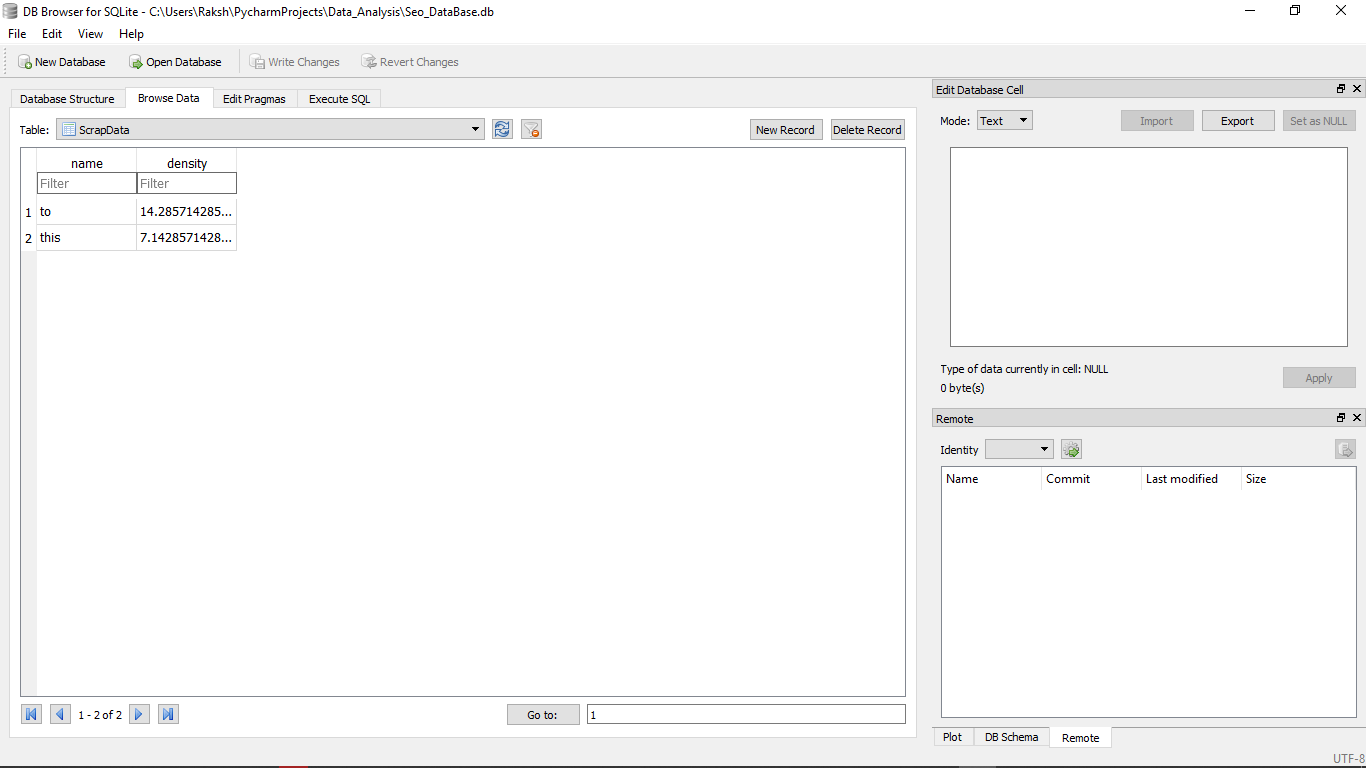 DB Browser for SQLite - C:\Users\Raksh\PycharmProjects\Data_Analysis\Seo_DataBase.db
File Edit View Help
New Database Open Database Write Changes Revert Changes
Database Structure Browse Data Edit Pragmas Execute SQL
Table: ScrapData New Record Delete Record
name density
Filter Filter
1 to 14.285714285...
2 this 7.1428571428...
1 - 2 of 2 Go to: 1
Edit Database Cell
Mode: Text Import Export Set as NULL
Type of data currently in cell: NULL
0 byte(s)
Apply
Remote
Identity
Name Commit Last modified Size
Plot DB Schema Remote
UTF-8